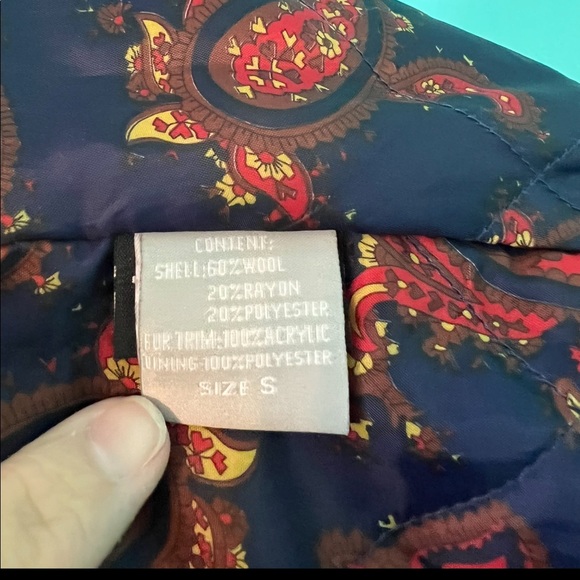 CONTENT:
SHELL:60%WOOL
20%RAYON
20%POLYESTER
FUR TRIM:100%ACRYLIC
LINING-100%POLYESTER
SIZE S